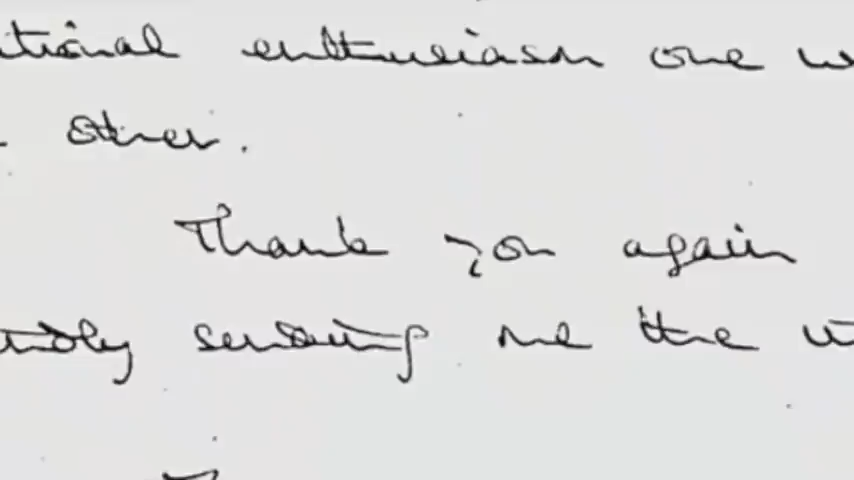 enthusiasm one
other.
Thank you again
sending me the